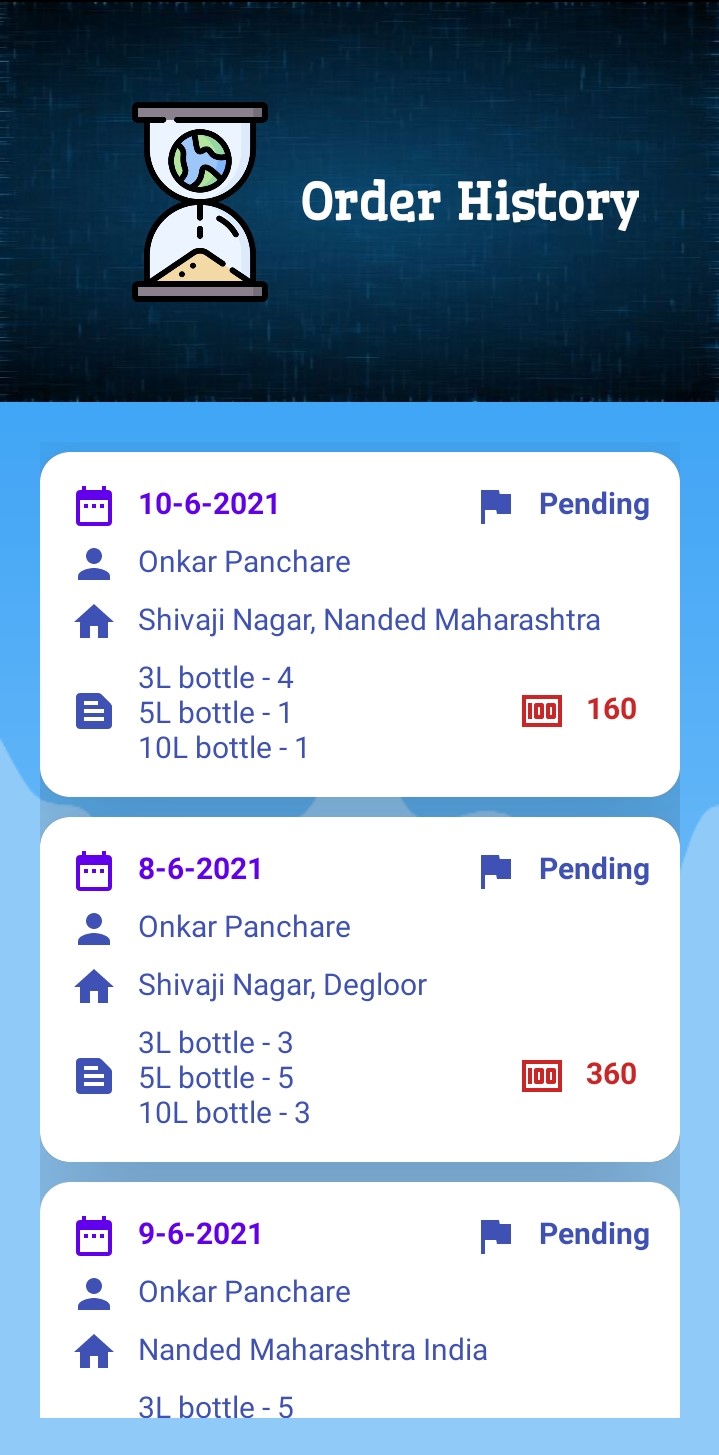 Order History
10-6-2021 Pending
Onkar Panchare
Shivaji Nagar, Nanded Maharashtra
3L bottle - 4
5L bottle - 1
160
10L bottle - 1
8-6-2021 Pending
Onkar Panchare
Shivaji Nagar, Degloor
3L bottle - 3
5L bottle - 5
360
10L bottle - 3
9-6-2021 Pending
Onkar Panchare
Nanded Maharashtra India
3L bottle - 5